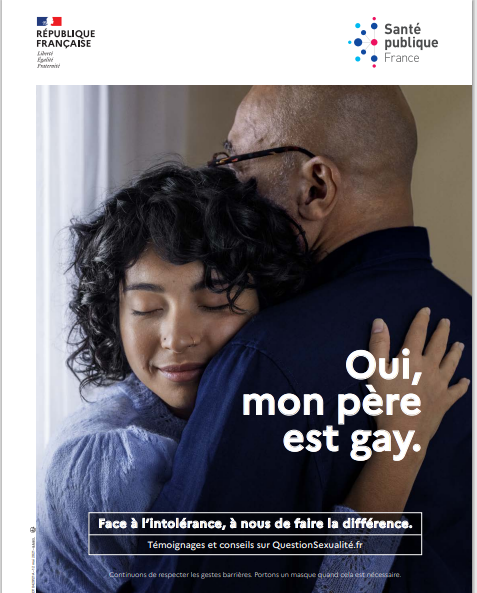 RÉPUBLIQUE
FRANÇAISE
Liberté
Égalité
Fraternité
Santé
publique
France
Oui,
mon père
est gay.
Face à l'intolérance, à nous de faire la différence.
Témoignages et conseils sur QuestionSexualité.fr
Continuons de respecter les gestes barrières. Portons un masque quand cela est nécessaire.